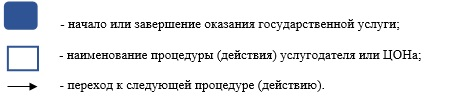 - начало или завершение оказания государственной услуги;
- наименование процедуры (действия) услугодателя или ЦОНа;
- переход к следующей процедуре (действию).